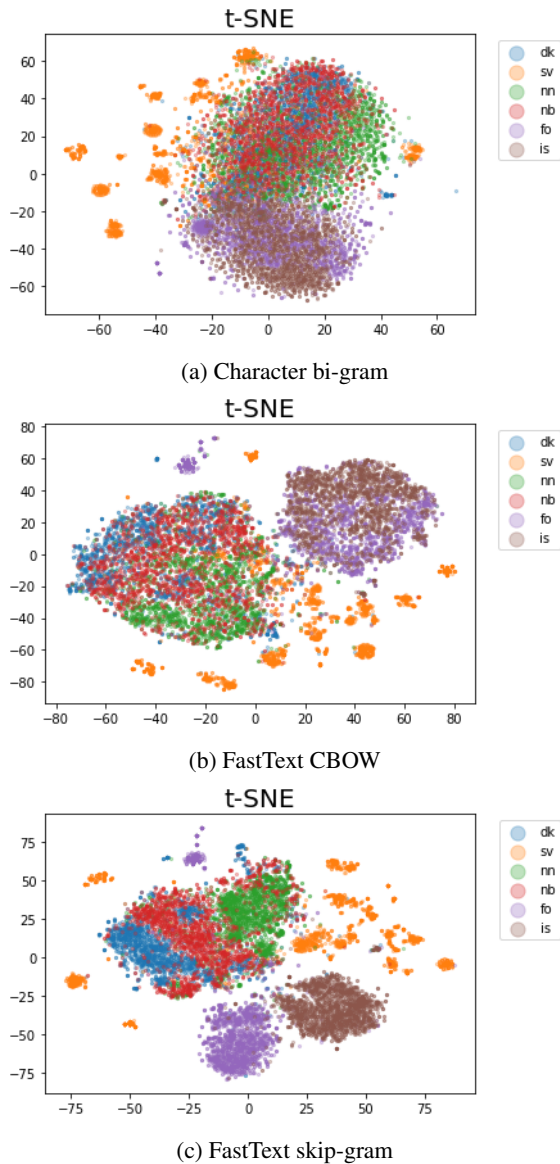 t-SNE
60
40
20
0
−20
−40
−60
−60 −40 −20 0 20 40 60
dk
sv
nn
nb
fo
is
(a) Character bi-gram
t-SNE
80
60
40
20
0
−20
−40
−60
−80
−80 −60 −40 −20 0 20 40 60 80
dk
sv
nn
nb
fo
is
(b) FastText CBOW
t-SNE
75
50
25
0
−25
−50
−75
−75 −50 −25 0 25 50 75
dk
sv
nn
nb
fo
is
(c) FastText skip-gram